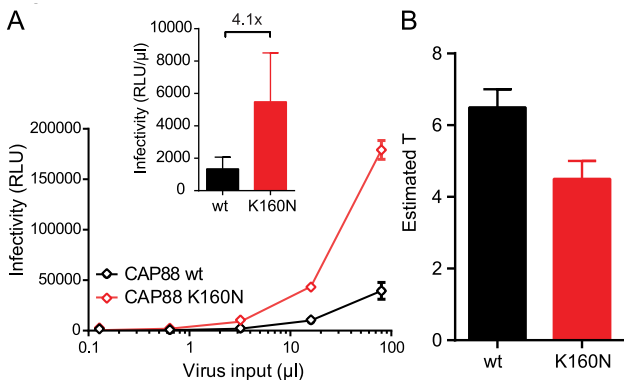 A
4.1x
Infectivity (RLU/µl)
10000
8000
6000
4000
2000
0
wt
K160N
Infectivity (RLU)
200000
150000
100000
50000
0
CAP88 wt
CAP88 K160N
0.1
1
10
100
Virus input (µl)
B
Estimated T
8
6
4
2
0
wt
K160N